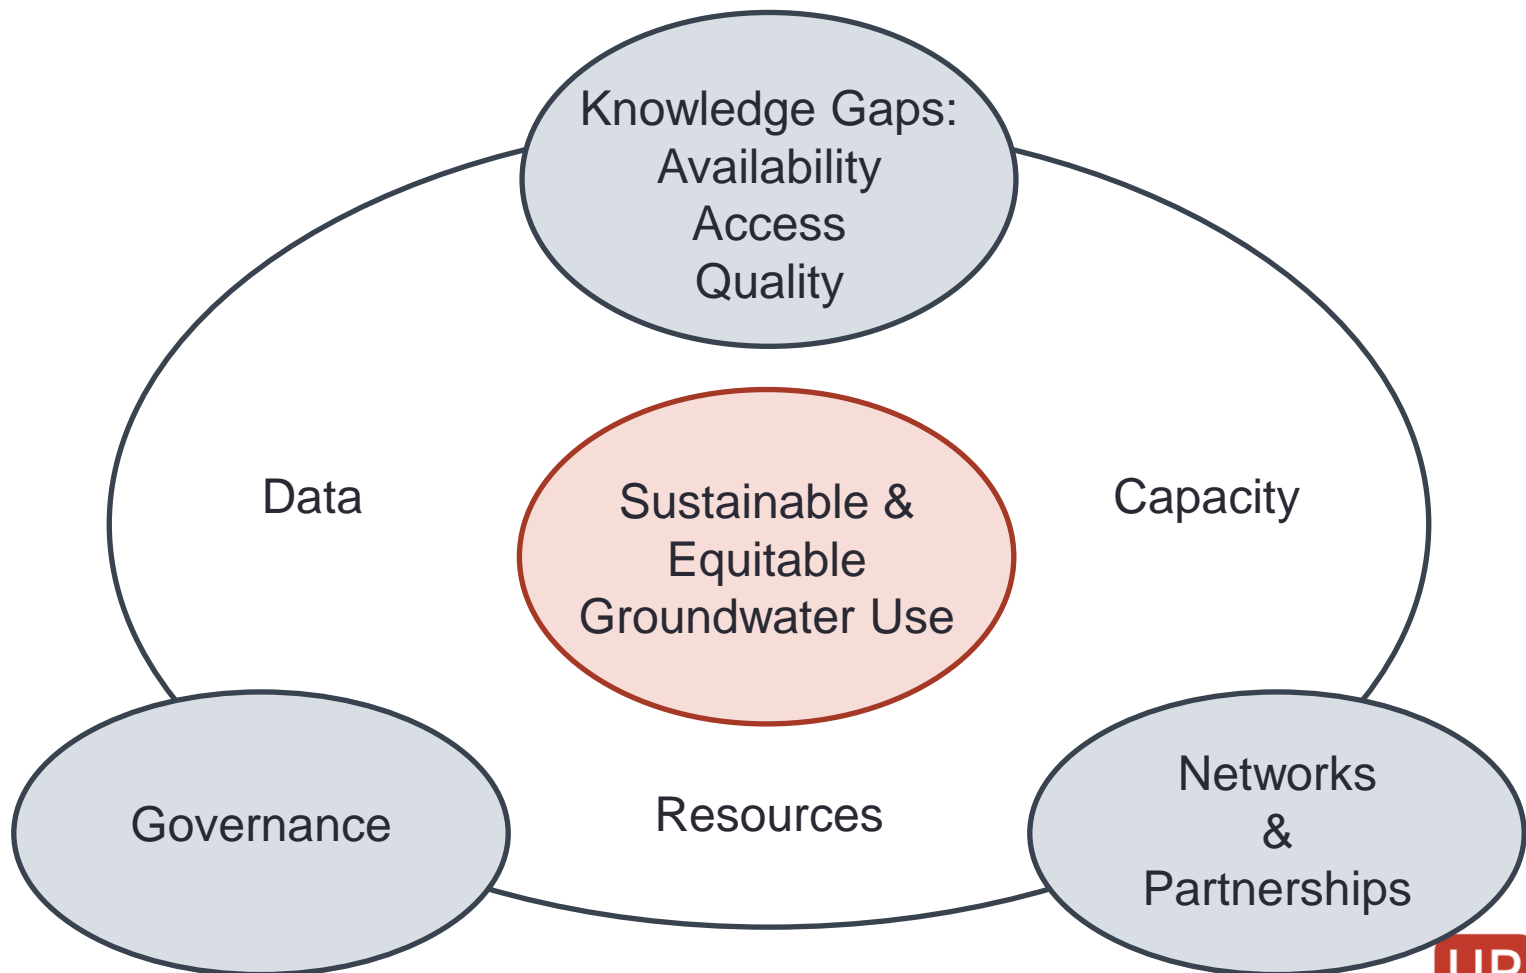 Knowledge Gaps:
Availability
Access
Quality
Data
Sustainable &
Equitable
Groundwater Use
Capacity
Governance
Resources
Networks
&
Partnerships